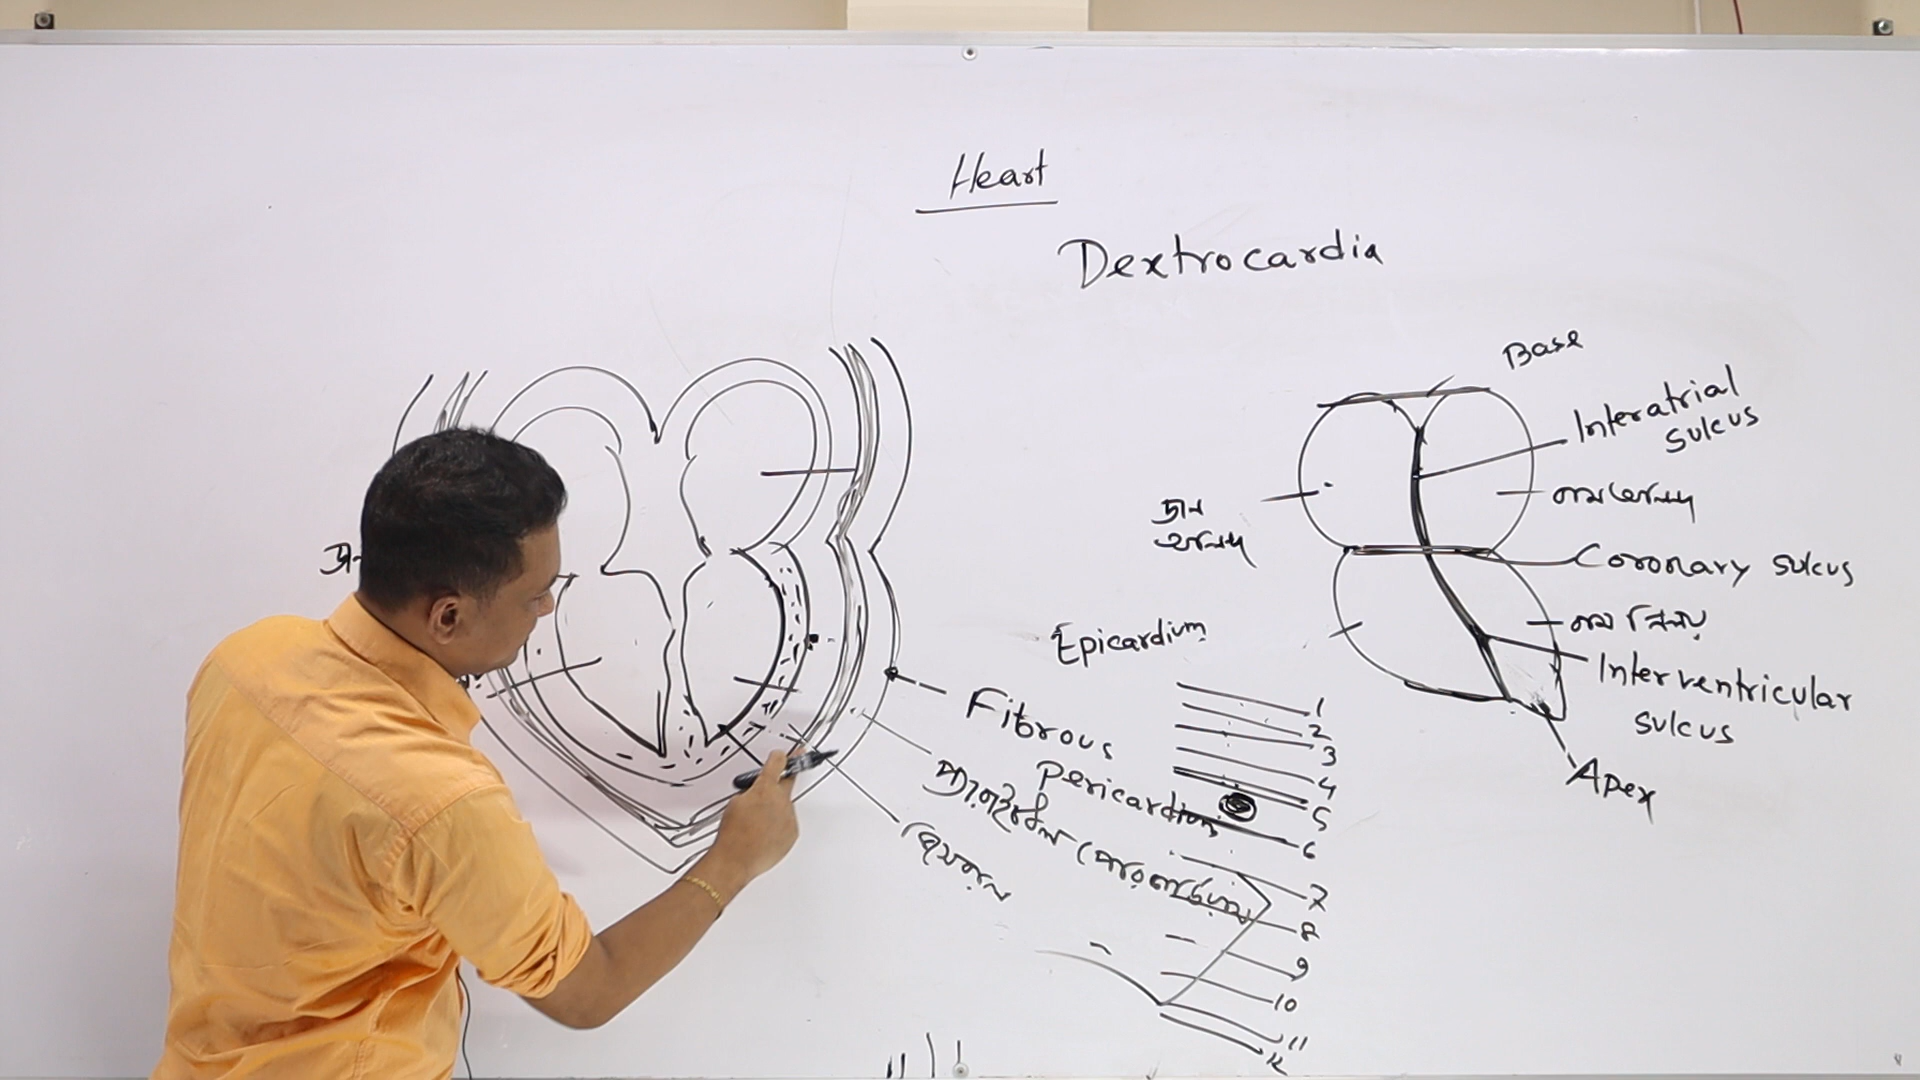 Heart
Dextrocardia
Base
Interatrial
sulcus
ডান
Coronary sulcus
Epicardium
Interventricular
sulcus
Apex
Fibrous
pericardium
1
2
3
4
5
6
7
8
9
10
11
12